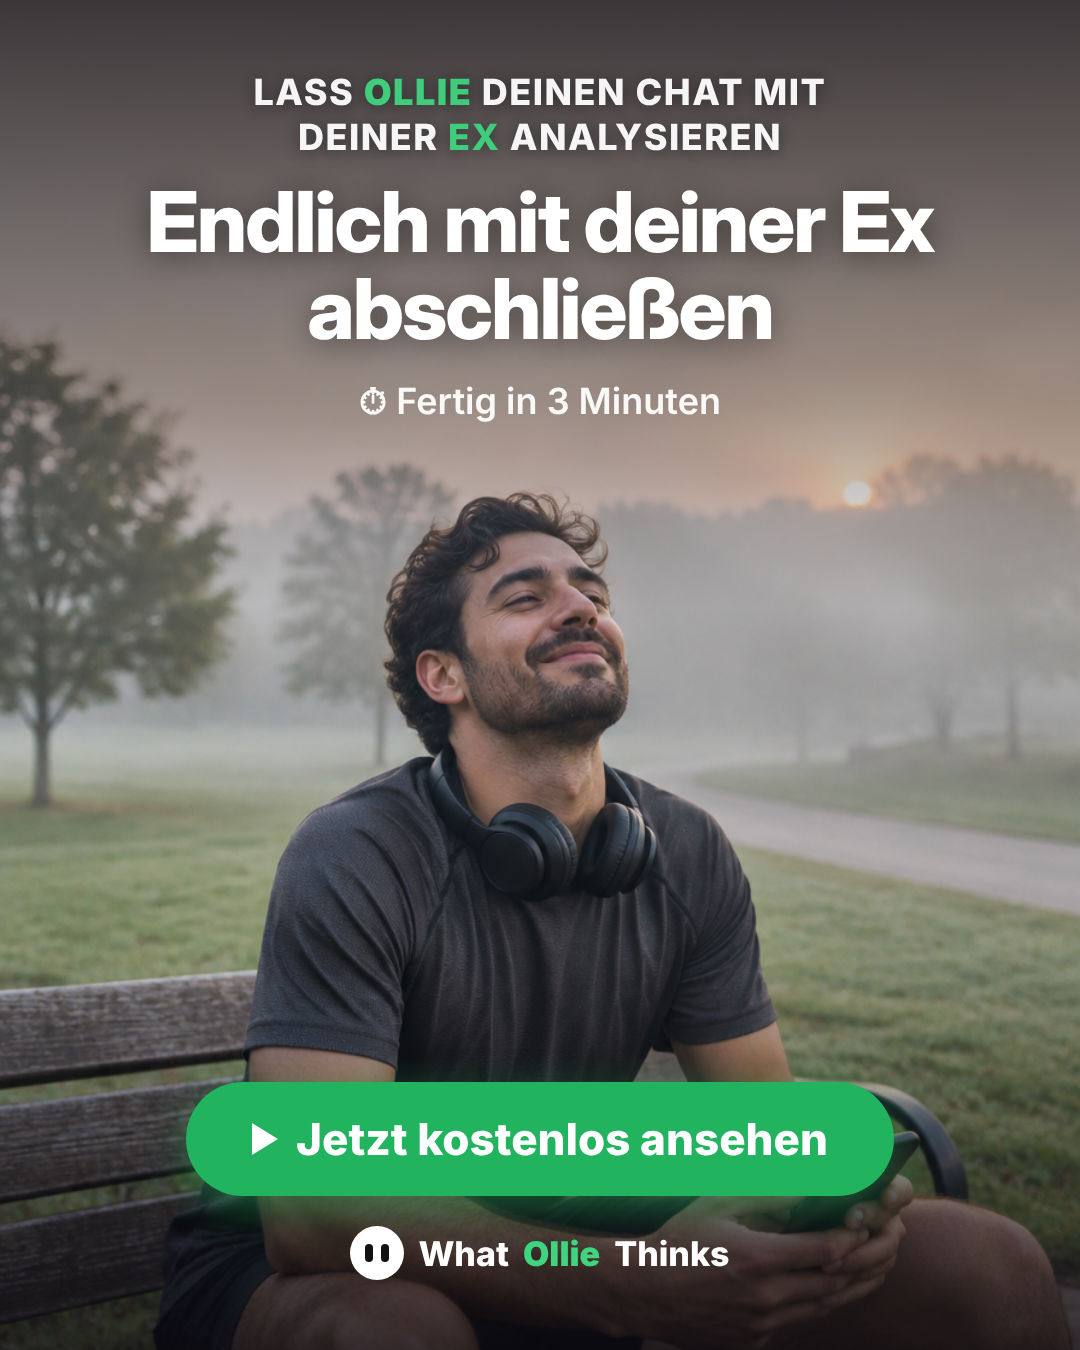 LASS OLLIE DEINEN CHAT MIT
DEINER EX ANALYSIEREN
Endlich mit deiner Ex
abschließen
⏱ Fertig in 3 Minuten
▶ Jetzt kostenlos ansehen
What Ollie Thinks